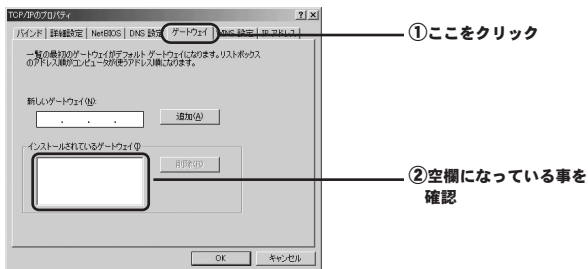 TCP/IPのプロパティ
バインド 詳細設定 NetBIOS DNS 設定 ゲートウェイ WINS 設定 IP アドレス
①ここをクリック
一覧の最初のゲートウェイがデフォルト ゲートウェイになります。リストボックス
のアドレス順がコンピュータが使うアドレス順になります。
新しいゲートウェイ(N):
追加(A)
インストールされているゲートウェイ(I)
削除(R)
②空欄になっている事を
確認
OK キャンセル